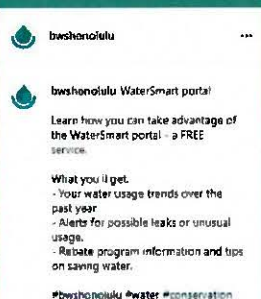 bwshonolulu
bwshonolulu WaterSmart portal
Learn how you can take advantage of
the WaterSmart portal - a FREE
service.
What you'll get.
- Your water usage trends over the
past year
- Alerts for possible leaks or unusual
usage.
- Rebate program information and tips
on saving water.
#bwshonolulu #water #conservation